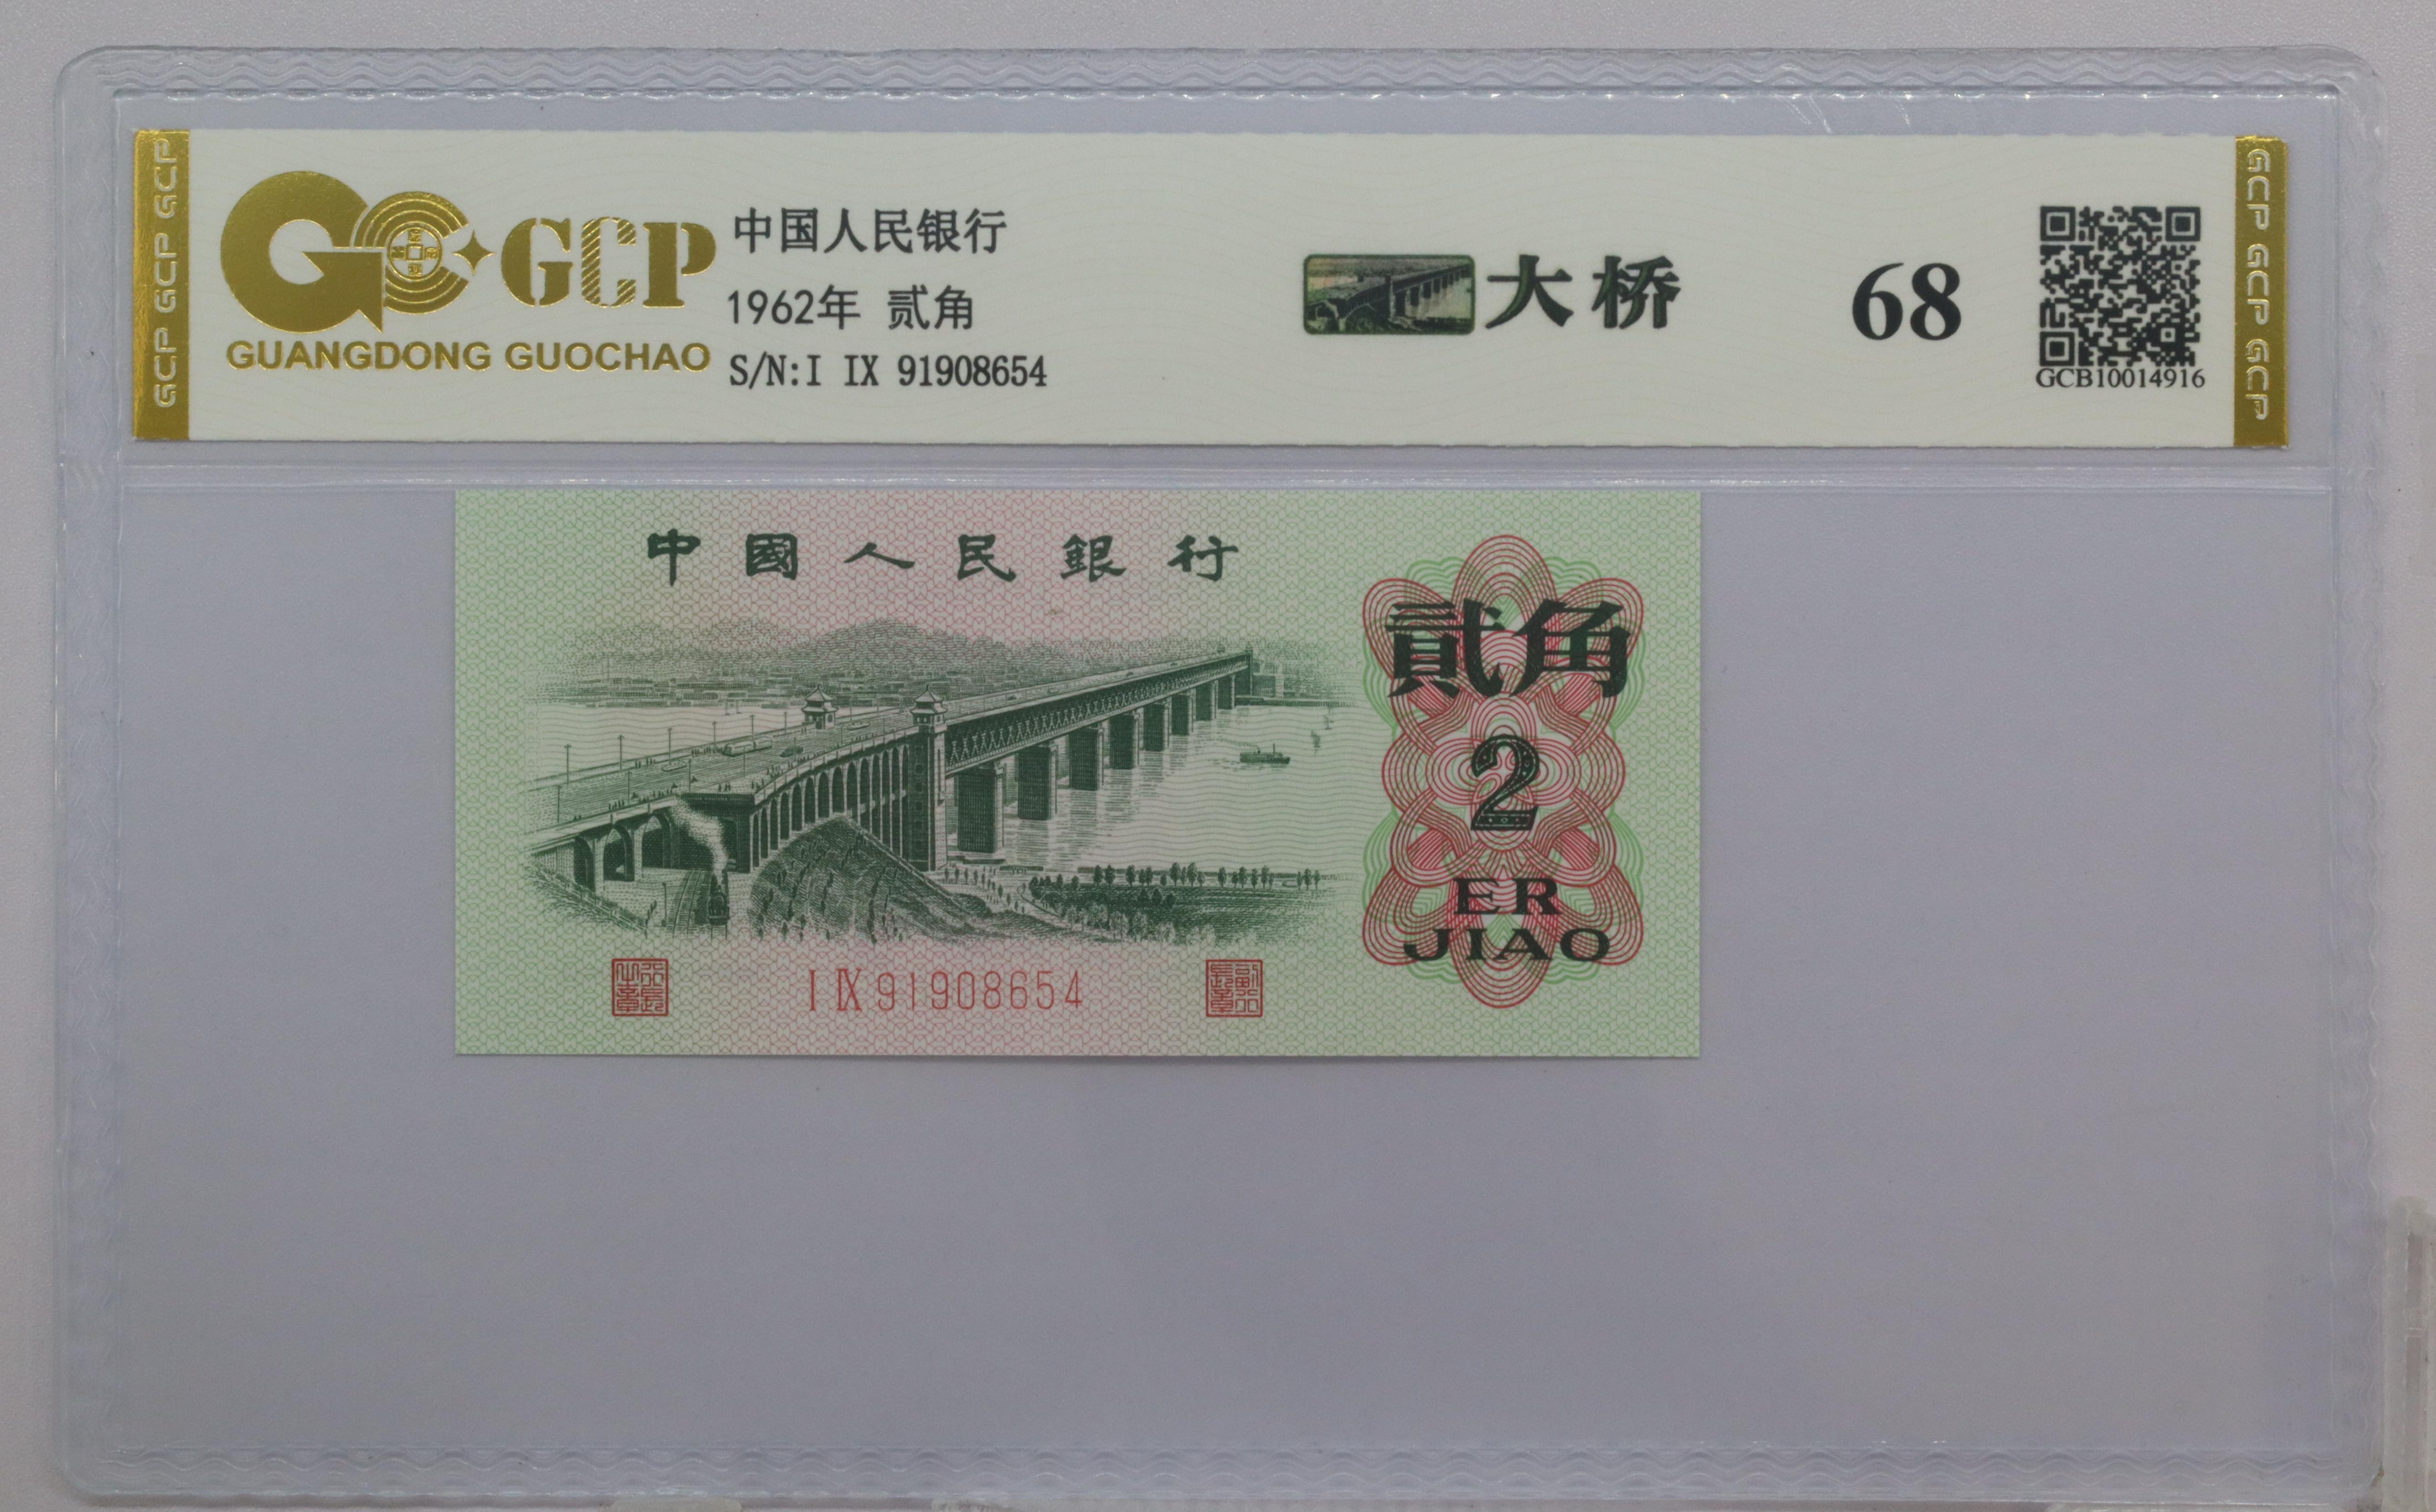 GCP GCP GCP
GCP
GUANGDONG GUOCHAO
中国人民银行
1962年 贰角
S/N:I IX 91908654
大桥
68
GCB10014916
GCP GCP GCP
中國人民銀行
貳角
2
ER
JIAO
I IX 91908654